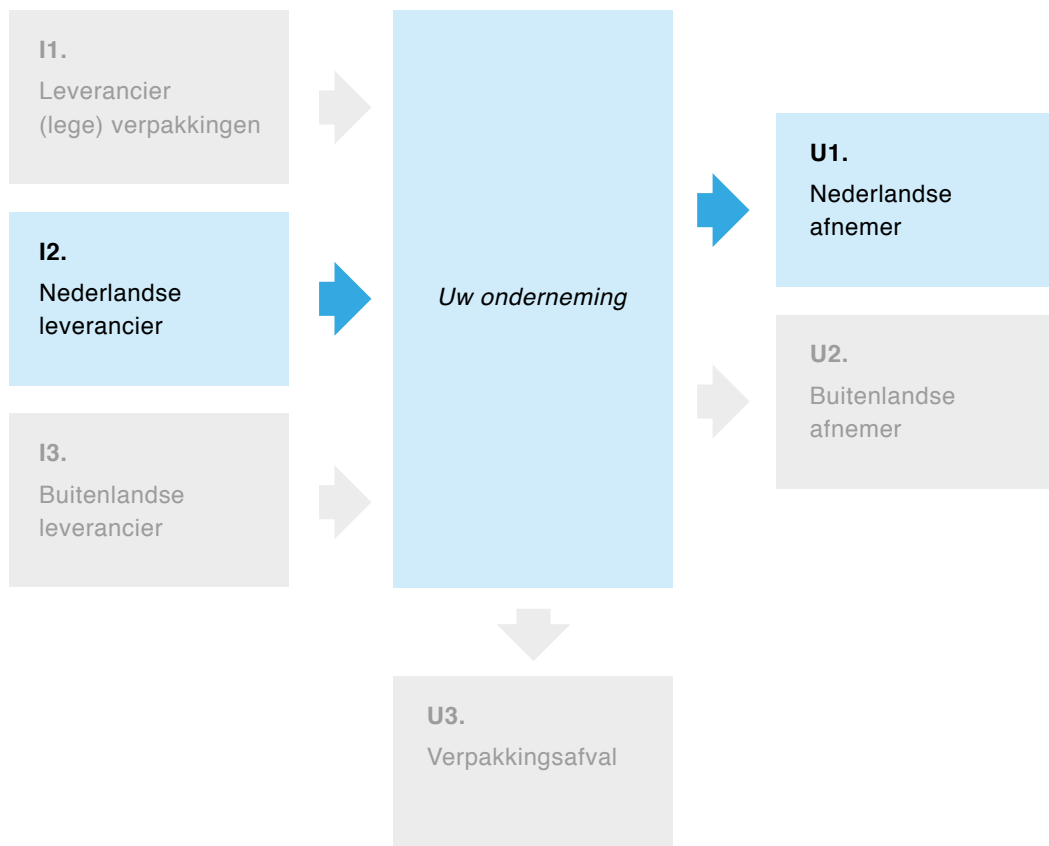 I1.
Leverancier
(lege) verpakkingen
I2.
Nederlandse
leverancier
I3.
Buitenlandse
leverancier
Uw onderneming
U1.
Nederlandse
afnemer
U2.
Buitenlandse
afnemer
U3.
Verpakkingsafval